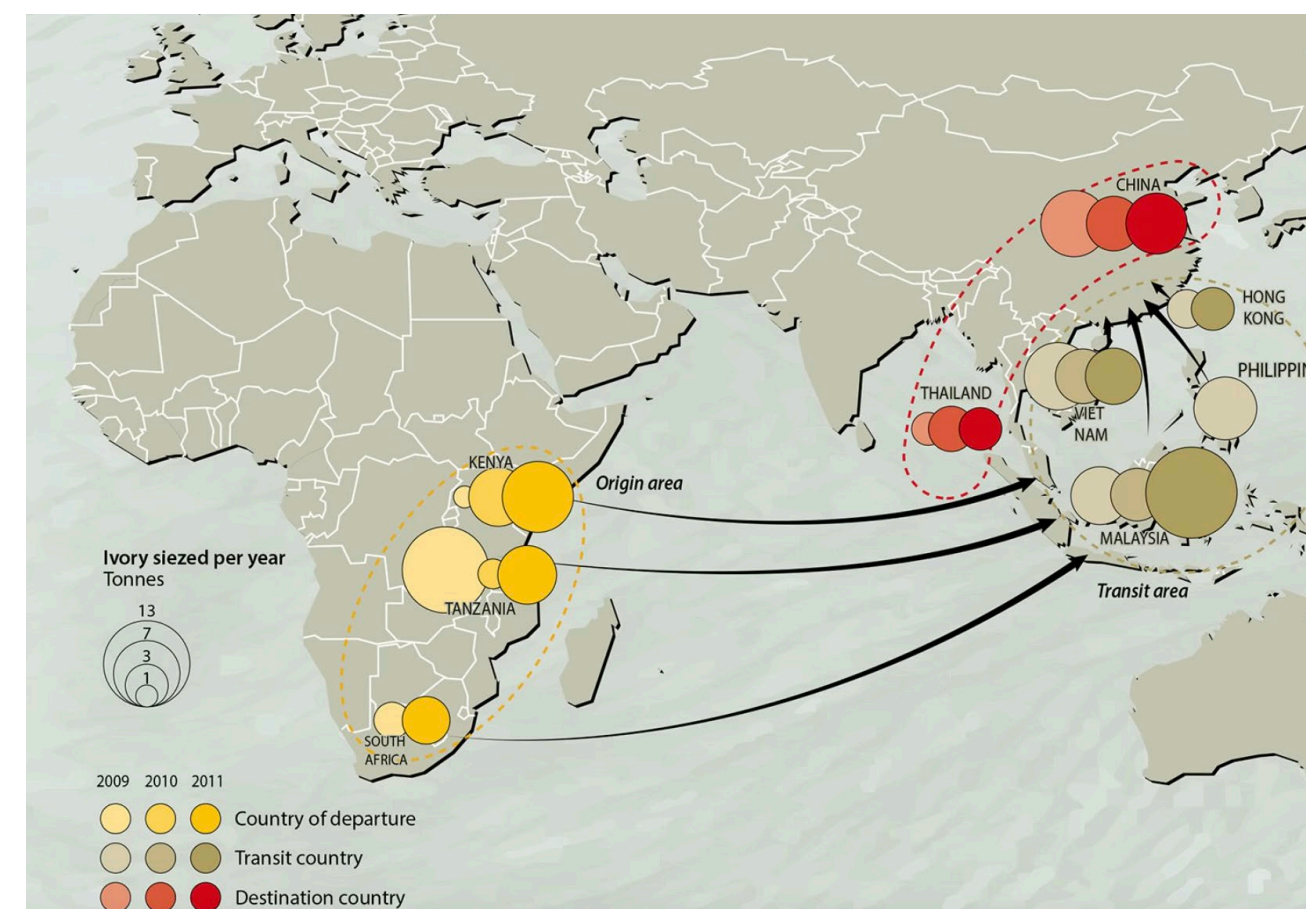 CHINA
HONG
KONG
PHILIPPIN
THAILAND
VIET
NAM
KENYA
Origin area
MALAYSIA
Ivory siezed per year
Tonnes
Transit area
TANZANIA
13
7
3
1
SOUTH
AFRICA
2009 2010 2011
Country of departure
Transit country
Destination country